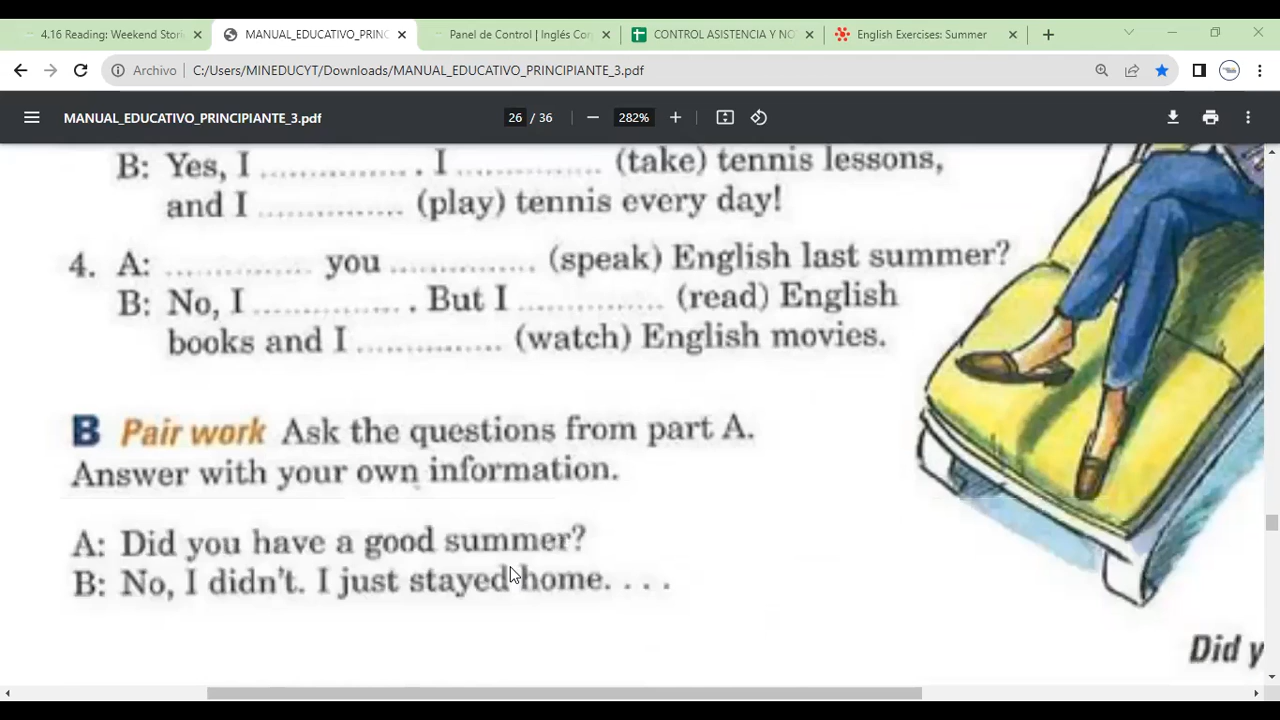 4.16 Reading: Weekend Stori
MANUAL_EDUCATIVO_PRINC
Panel de Control | Inglés Cor
CONTROL ASISTENCIA Y NO
English Exercises: Summer
Archivo C:/Users/MINEDUCYT/Downloads/MANUAL_EDUCATIVO_PRINCIPIANTE_3.pdf
MANUAL_EDUCATIVO_PRINCIPIANTE_3.pdf 26 / 36 282%
B: Yes, I .............. . I .............. (take) tennis lessons,
and I .............. (play) tennis every day!
4. A: .............. you .............. (speak) English last summer?
B: No, I .............. . But I .............. (read) English
books and I .............. (watch) English movies.
B Pair work Ask the questions from part A.
Answer with your own information.
A: Did you have a good summer?
B: No, I didn't. I just stayed home. . . .
Did y